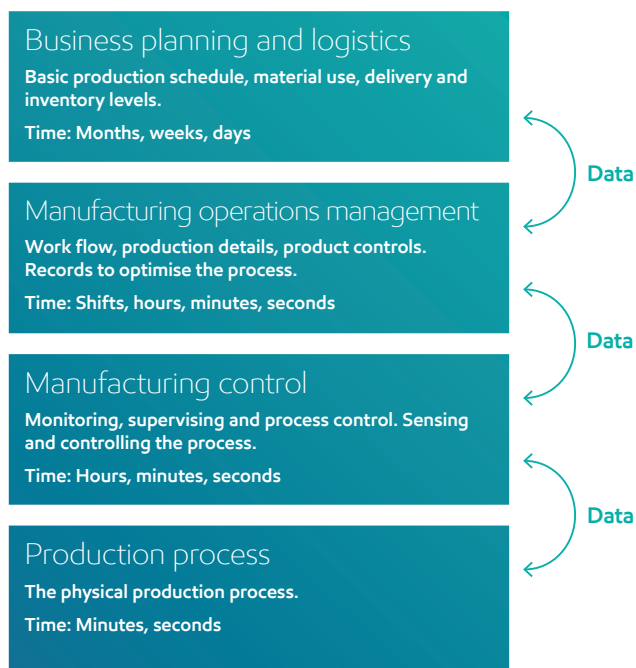 Business planning and logistics
Basic production schedule, material use, delivery and
inventory levels.
Time: Months, weeks, days
Data
Manufacturing operations management
Work flow, production details, product controls.
Records to optimise the process.
Time: Shifts, hours, minutes, seconds
Data
Manufacturing control
Monitoring, supervising and process control. Sensing
and controlling the process.
Time: Hours, minutes, seconds
Data
Production process
The physical production process.
Time: Minutes, seconds